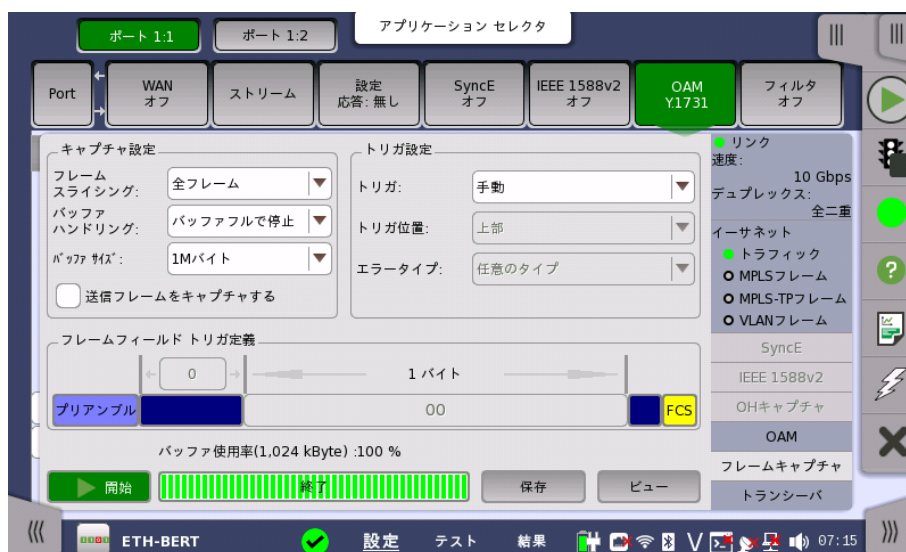 アプリケーション セレクタ
ポート 1:1
ポート 1:2
Port
WAN
オフ
ストリーム
設定
応答: 無し
SyncE
オフ
IEEE 1588v2
オフ
OAM
Y.1731
フィルタ
オフ
キャプチャ設定
フレーム
スライシング:
全フレーム
バッファ
ハンドリング:
バッファフルで停止
ﾊﾞｯﾌｧ ｻｲｽﾞ:
1Mバイト
送信フレームをキャプチャする
トリガ設定
トリガ:
手動
トリガ位置:
上部
エラータイプ:
任意のタイプ
フレームフィールド トリガ定義
0
1 バイト
プリアンブル
00
FCS
バッファ使用率(1,024 kByte) :100 %
開始
終了
保存
ビュー
リンク
速度:
10 Gbps
デュプレックス:
全二重
イーサネット
トラフィック
MPLSフレーム
MPLS-TPフレーム
VLANフレーム
SyncE
IEEE 1588v2
OHキャプチャ
OAM
フレームキャプチャ
トランシーバ
ETH-BERT
設定
テスト
結果
07:15